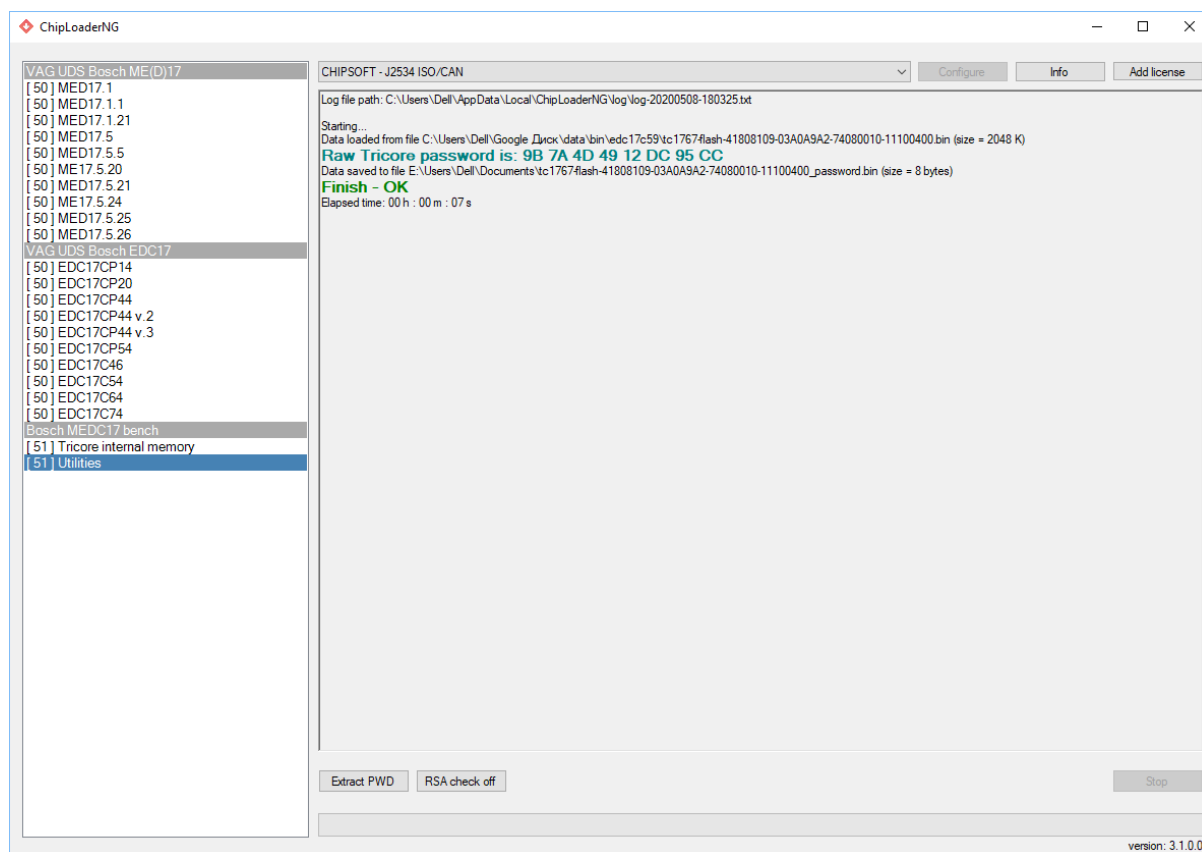 ChipLoaderNG
VAG UDS Bosch ME(D)17
[ 50 ] MED17.1
[ 50 ] MED17.1.1
[ 50 ] MED17.1.21
[ 50 ] MED17.5
[ 50 ] MED17.5.5
[ 50 ] ME17.5.20
[ 50 ] MED17.5.21
[ 50 ] ME17.5.24
[ 50 ] MED17.5.25
[ 50 ] MED17.5.26
VAG UDS Bosch EDC17
[ 50 ] EDC17CP14
[ 50 ] EDC17CP20
[ 50 ] EDC17CP44
[ 50 ] EDC17CP44 v.2
[ 50 ] EDC17CP44 v.3
[ 50 ] EDC17CP54
[ 50 ] EDC17C46
[ 50 ] EDC17C54
[ 50 ] EDC17C64
[ 50 ] EDC17C74
Bosch MEDC17 bench
[ 51 ] Tricore internal memory
[ 51 ] Utilities
CHIPSOFT - J2534 ISO/CAN
Configure
Info
Add license
Log file path: C:\Users\Dell\AppData\Local\ChipLoaderNG\log\log-20200508-180325.txt
Starting...
Data loaded from file C:\Users\Dell\Google Диск\data\bin\edc17c59\tc1767-flash-41808109-03A0A9A2-74080010-11100400.bin (size = 2048 K)
Raw Tricore password is: 9B 7A 4D 49 12 DC 95 CC
Data saved to file E:\Users\Dell\Documents\tc1767-flash-41808109-03A0A9A2-74080010-11100400_password.bin (size = 8 bytes)
Finish - OK
Elapsed time: 00 h : 00 m : 07 s
Extract PWD
RSA check off
Stop
version: 3.1.0.0